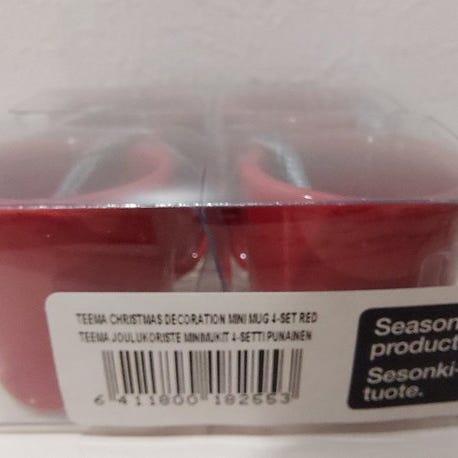 TEEMA CHRISTMAS DECORATION MINI MUG 4-SET RED
TEEMA JOULUKORISTE MINIMUKIT 4-SETTI PUNAINEN
6 411800 182553
Season
product
Sesonki-
tuote.